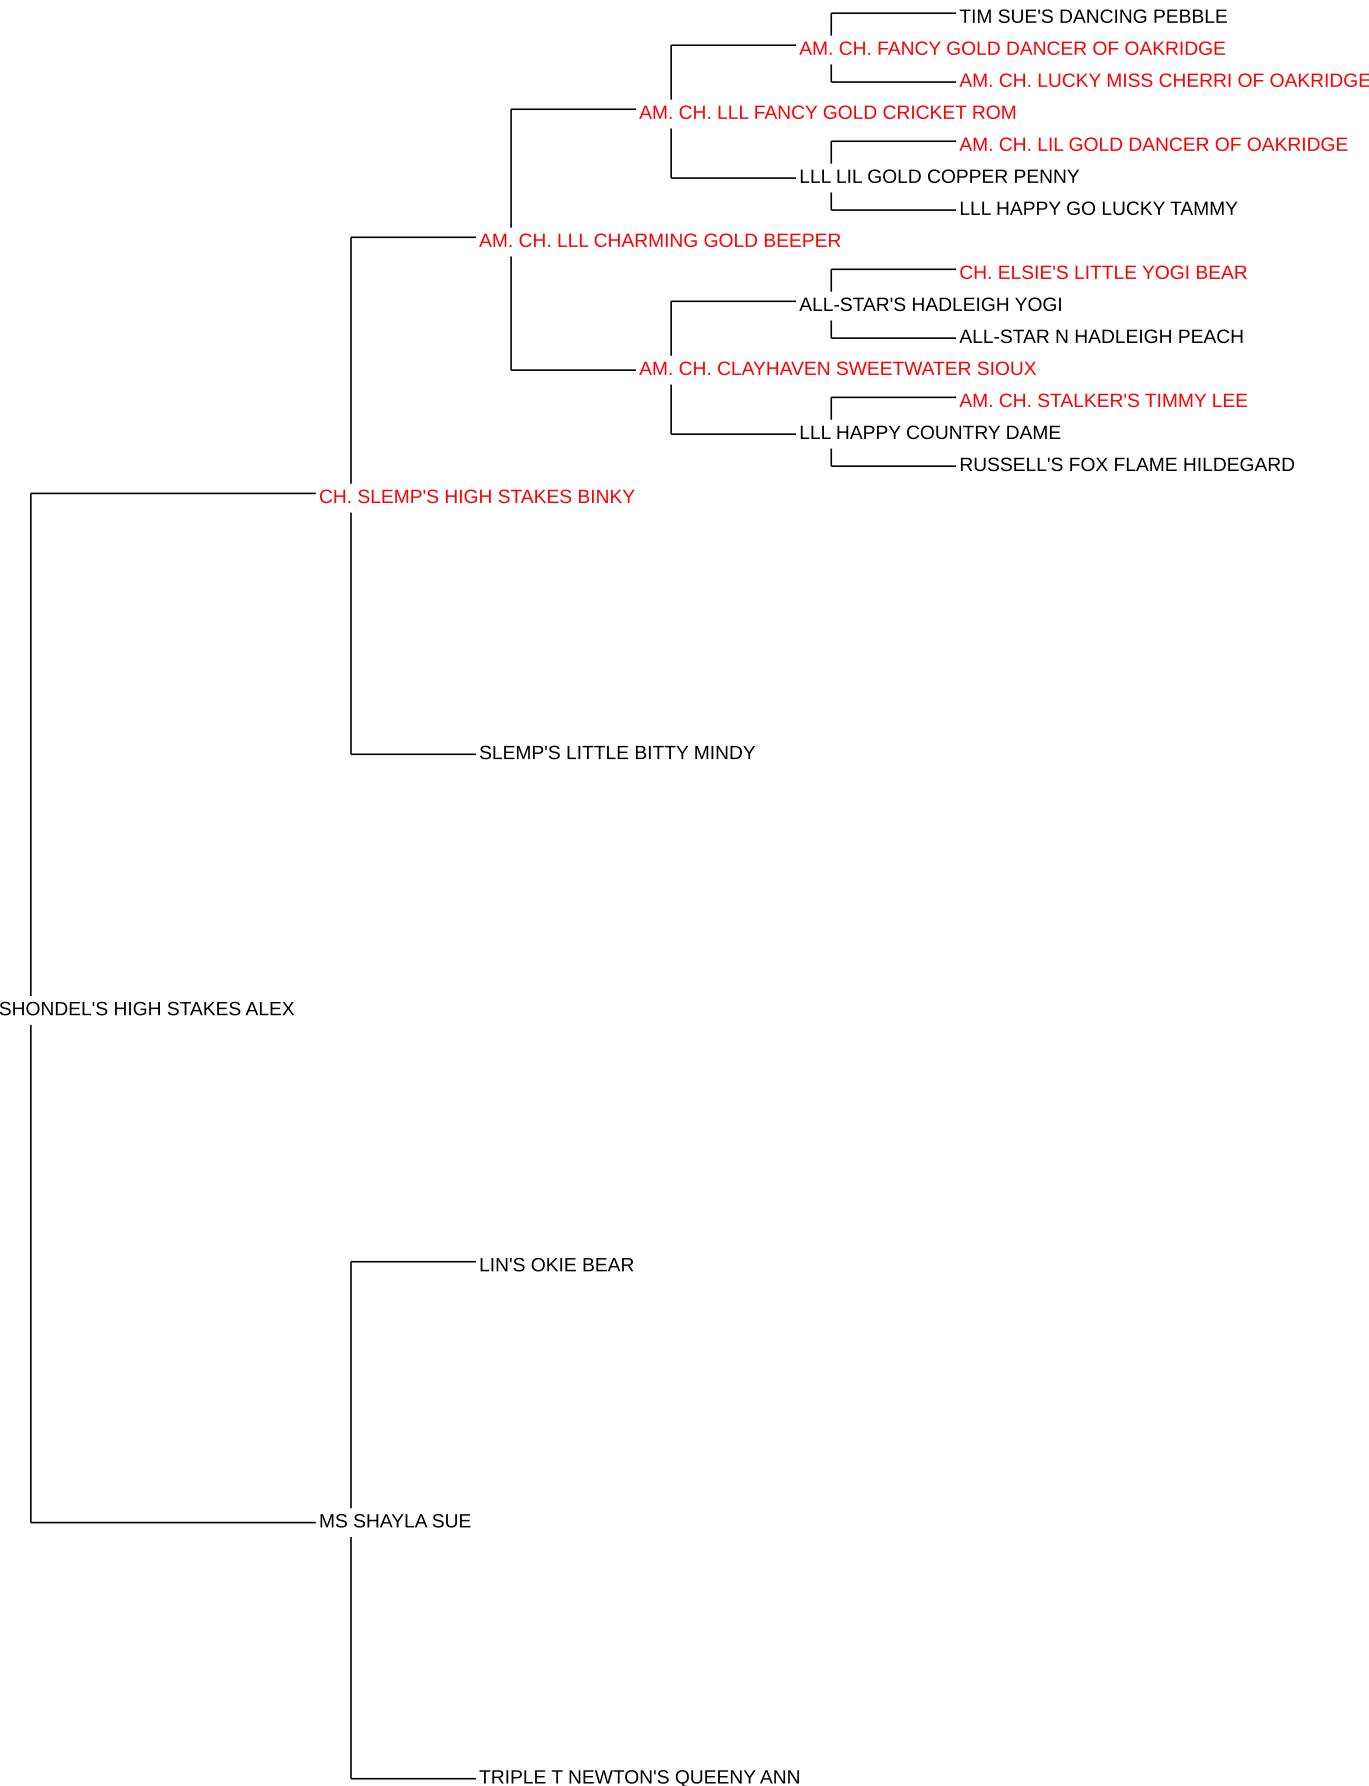 TIM SUE'S DANCING PEBBLE
AM. CH. FANCY GOLD DANCER OF OAKRIDGE
AM. CH. LUCKY MISS CHERRI OF OAKRIDGE
AM. CH. LLL FANCY GOLD CRICKET ROM
AM. CH. LIL GOLD DANCER OF OAKRIDGE
LLL LIL GOLD COPPER PENNY
LLL HAPPY GO LUCKY TAMMY
AM. CH. LLL CHARMING GOLD BEEPER
CH. ELSIE'S LITTLE YOGI BEAR
ALL-STAR'S HADLEIGH YOGI
ALL-STAR N HADLEIGH PEACH
AM. CH. CLAYHAVEN SWEETWATER SIOUX
AM. CH. STALKER'S TIMMY LEE
LLL HAPPY COUNTRY DAME
RUSSELL'S FOX FLAME HILDEGARD
CH. SLEMP'S HIGH STAKES BINKY
SLEMP'S LITTLE BITTY MINDY
SHONDEL'S HIGH STAKES ALEX
LIN'S OKIE BEAR
MS SHAYLA SUE
TRIPLE T NEWTON'S QUEENY ANN